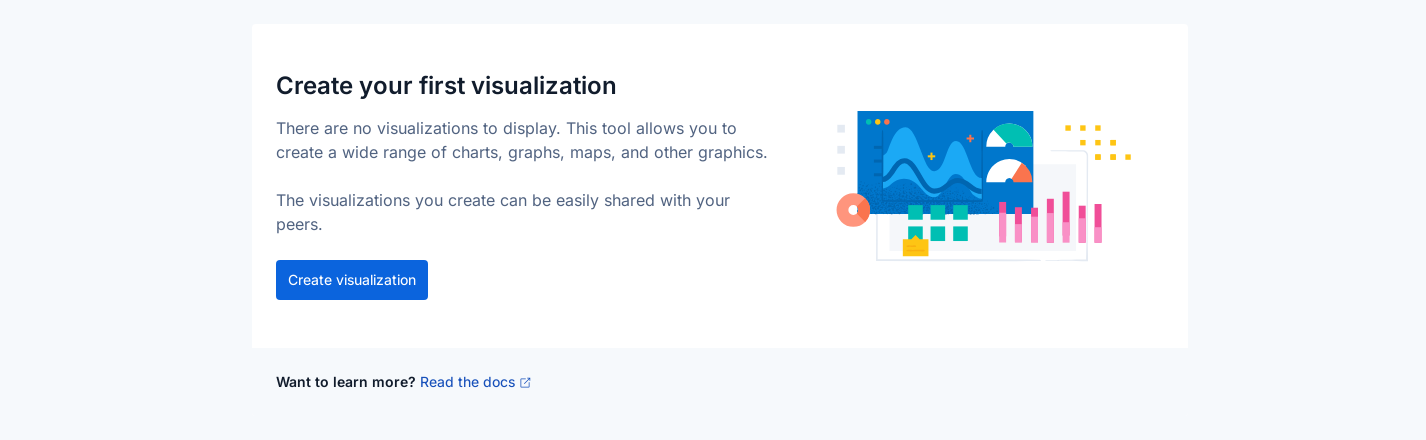 Create your first visualization
There are no visualizations to display. This tool allows you to
create a wide range of charts, graphs, maps, and other graphics.
The visualizations you create can be easily shared with your
peers.
Create visualization
Want to learn more? Read the docs